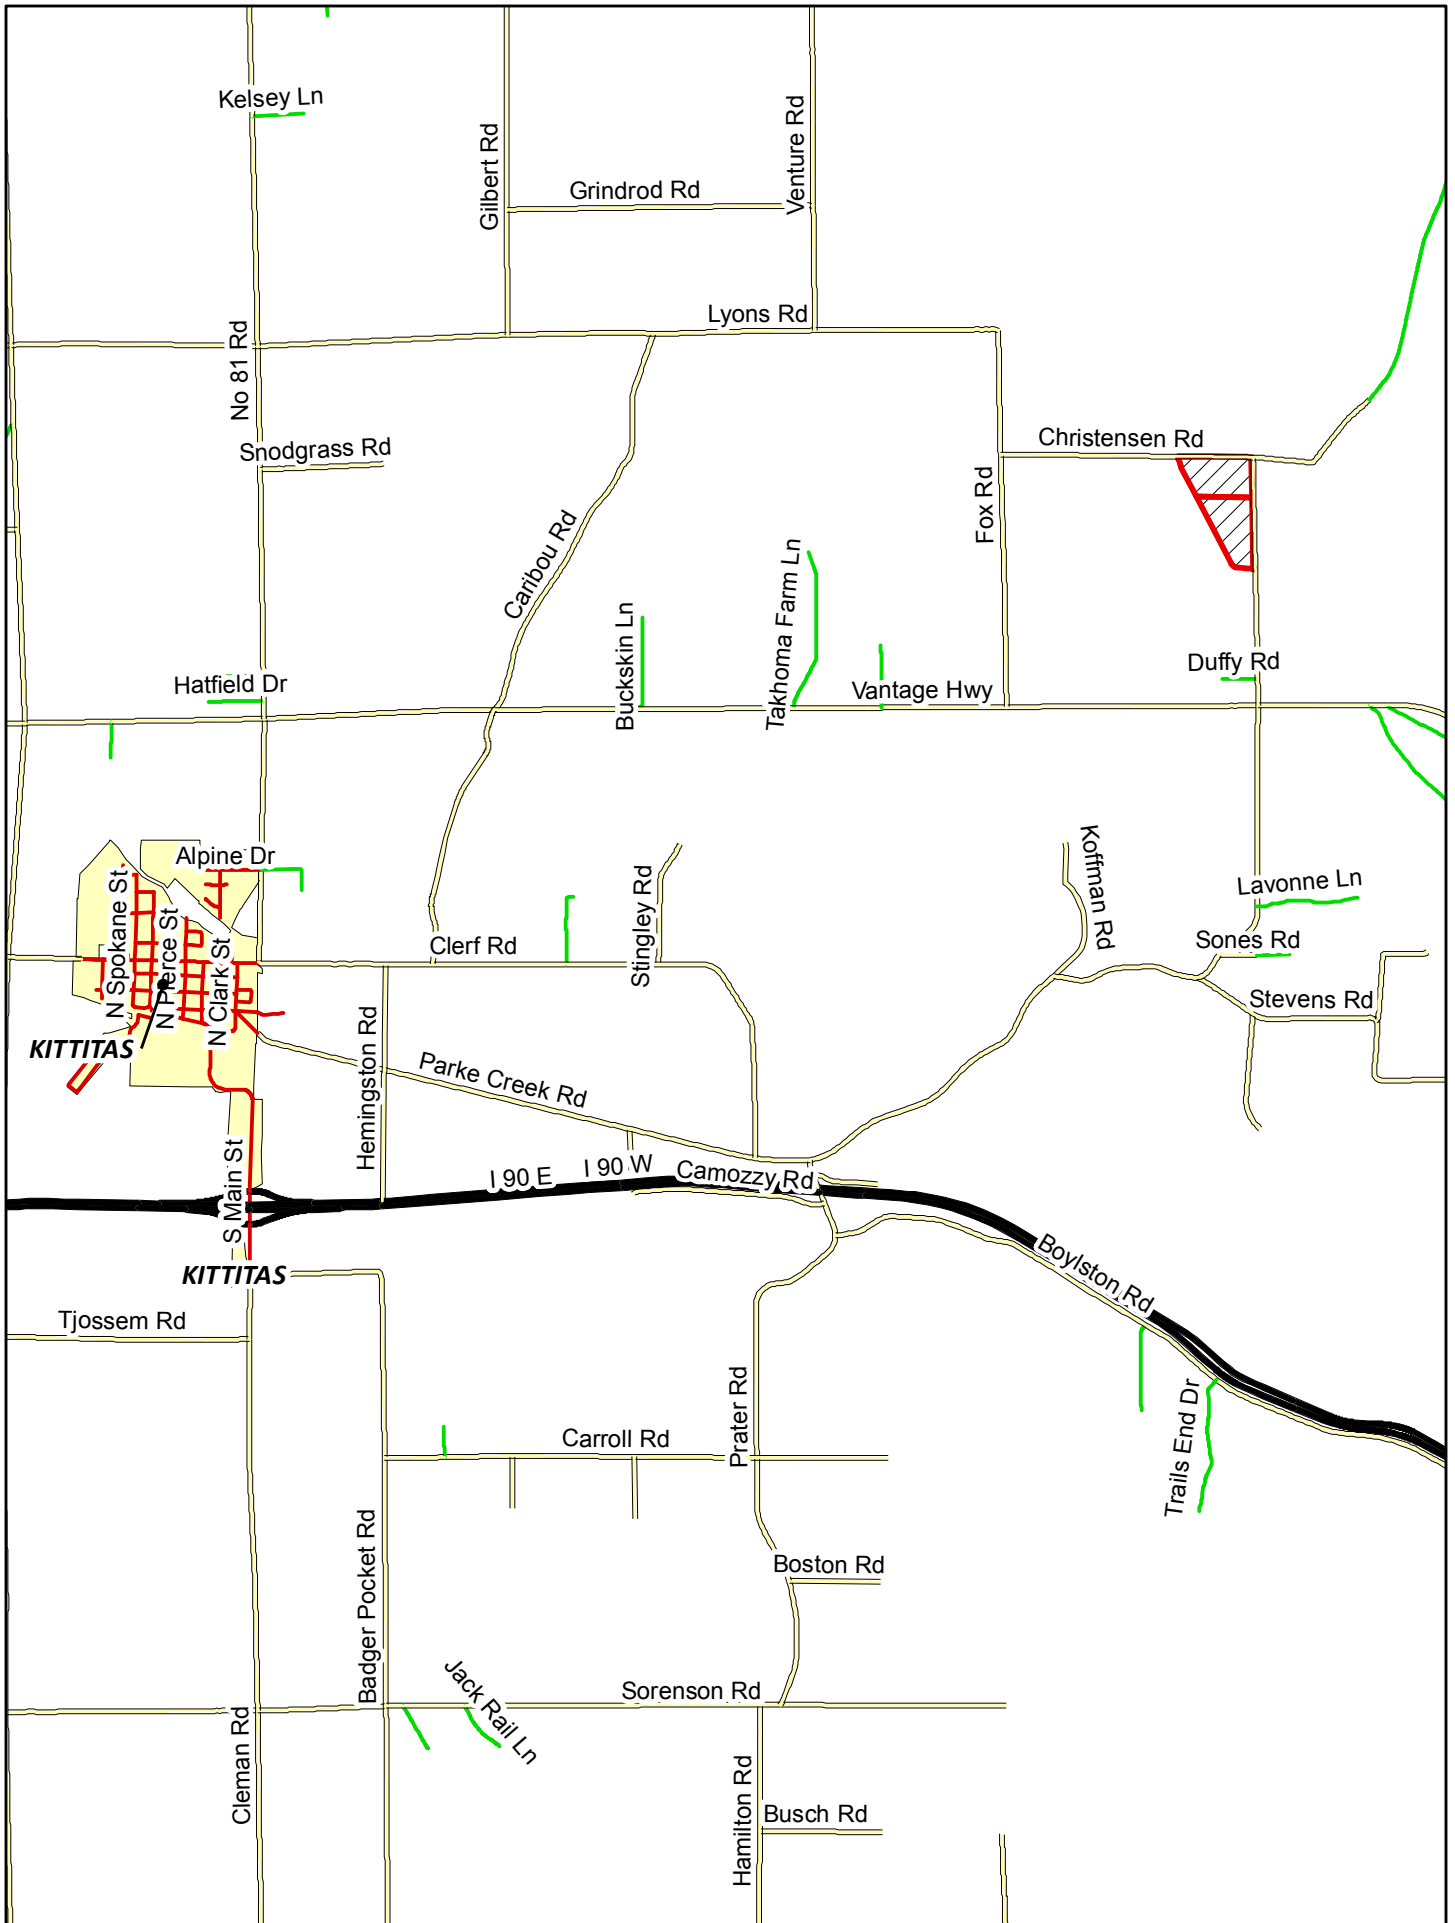 Kelsey Ln
Gilbert Rd
Grindrod Rd
Venture Rd
Lyons Rd
No 81 Rd
Snodgrass Rd
Christensen Rd
Fox Rd
Caribou Rd
Buckskin Ln
Takhoma Farm Ln
Hatfield Dr
Vantage Hwy
Duffy Rd
Alpine Dr
N Spokane St
N Pierce St
N Clark St
Clerf Rd
Stingley Rd
Koffman Rd
Lavonne Ln
Sones Rd
Stevens Rd
KITTITAS
Hemingston Rd
Parke Creek Rd
S Main St
I 90 E
I 90 W
Camozzy Rd
KITTITAS
Boylston Rd
Tjossem Rd
Prater Rd
Carroll Rd
Trails End Dr
Badger Pocket Rd
Boston Rd
Jack Rail Ln
Sorenson Rd
Cleman Rd
Hamilton Rd
Busch Rd